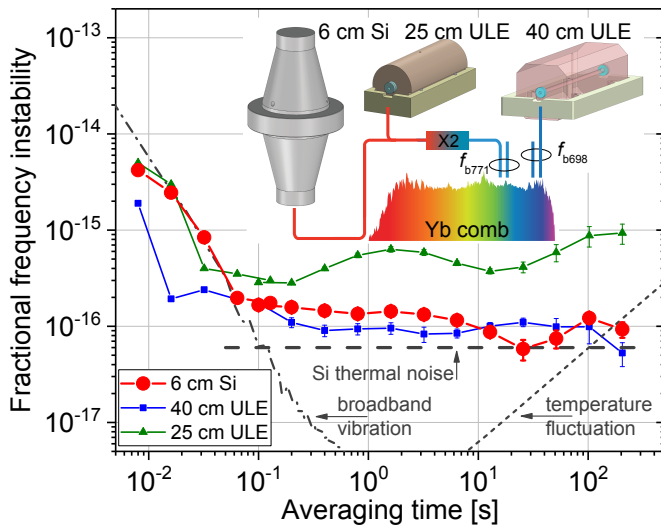 6 cm Si 25 cm ULE 40 cm ULE
X2
f_b771
f_b698
Yb comb
Fractional frequency instability
10^-13
10^-14
10^-15
10^-16
10^-17
Si thermal noise
6 cm Si
40 cm ULE
25 cm ULE
broadband
vibration
temperature
fluctuation
10^-2 10^-1 10^0 10^1 10^2
Averaging time [s]